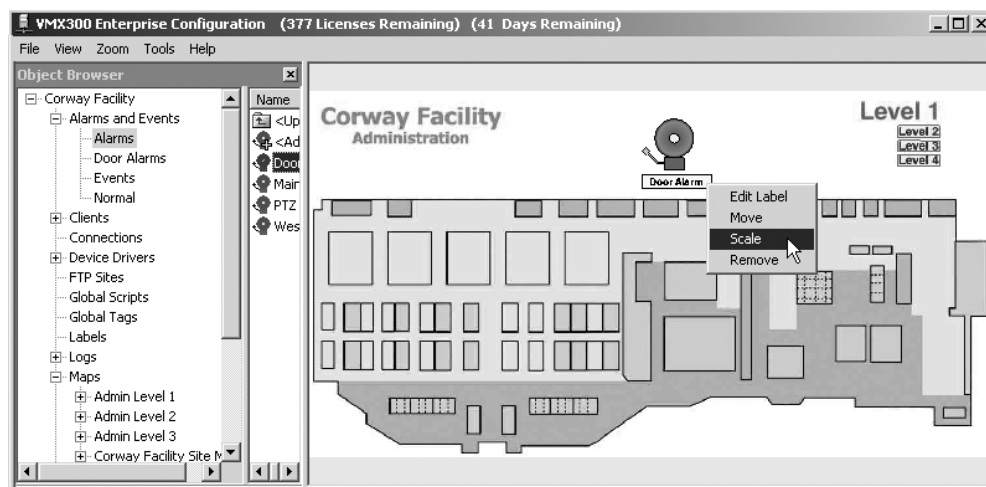 VMX300 Enterprise Configuration (377 Licenses Remaining) (41 Days Remaining)
File View Zoom Tools Help
Object Browser
Corway Facility
Alarms and Events
Alarms
Door Alarms
Events
Normal
Clients
Connections
Device Drivers
FTP Sites
Global Scripts
Global Tags
Labels
Logs
Maps
Admin Level 1
Admin Level 2
Admin Level 3
Corway Facility Site M
Name
<Up
<Ad
Door
Main
PTZ
Wes
Corway Facility
Administration
Level 1
Level 2
Level 3
Level 4
Door Alarm
Edit Label
Move
Scale
Remove